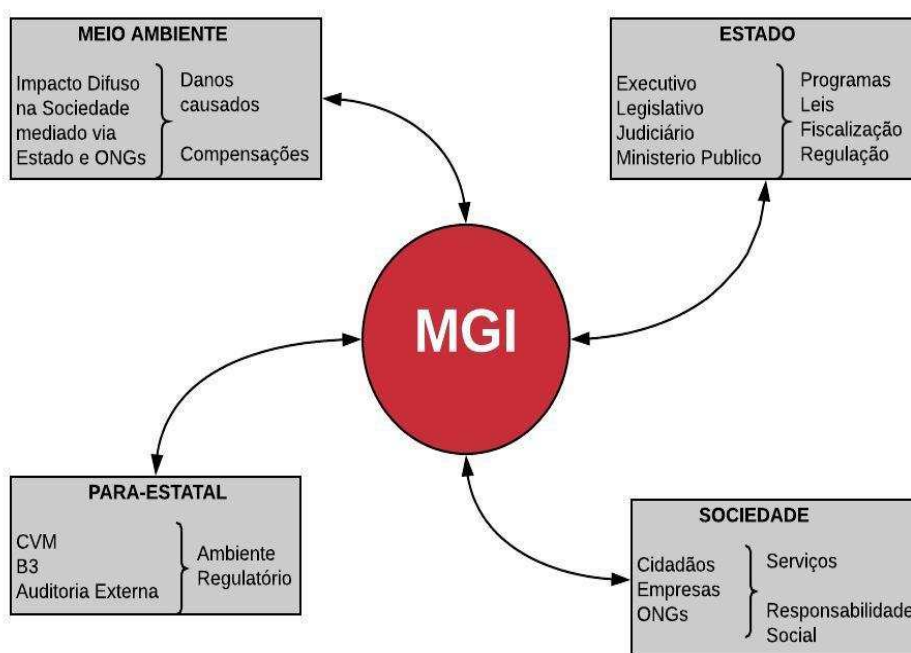 MEIO AMBIENTE
Impacto Difuso
na Sociedade
mediado via
Estado e ONGs
Danos
causados
Compensações
ESTADO
Executivo
Legislativo
Judiciário
Ministerio Publico
Programas
Leis
Fiscalização
Regulação
MGI
PARA-ESTATAL
CVM
B3
Auditoria Externa
Ambiente
Regulatório
SOCIEDADE
Cidadãos
Empresas
ONGs
Serviços
Responsabilidade
Social